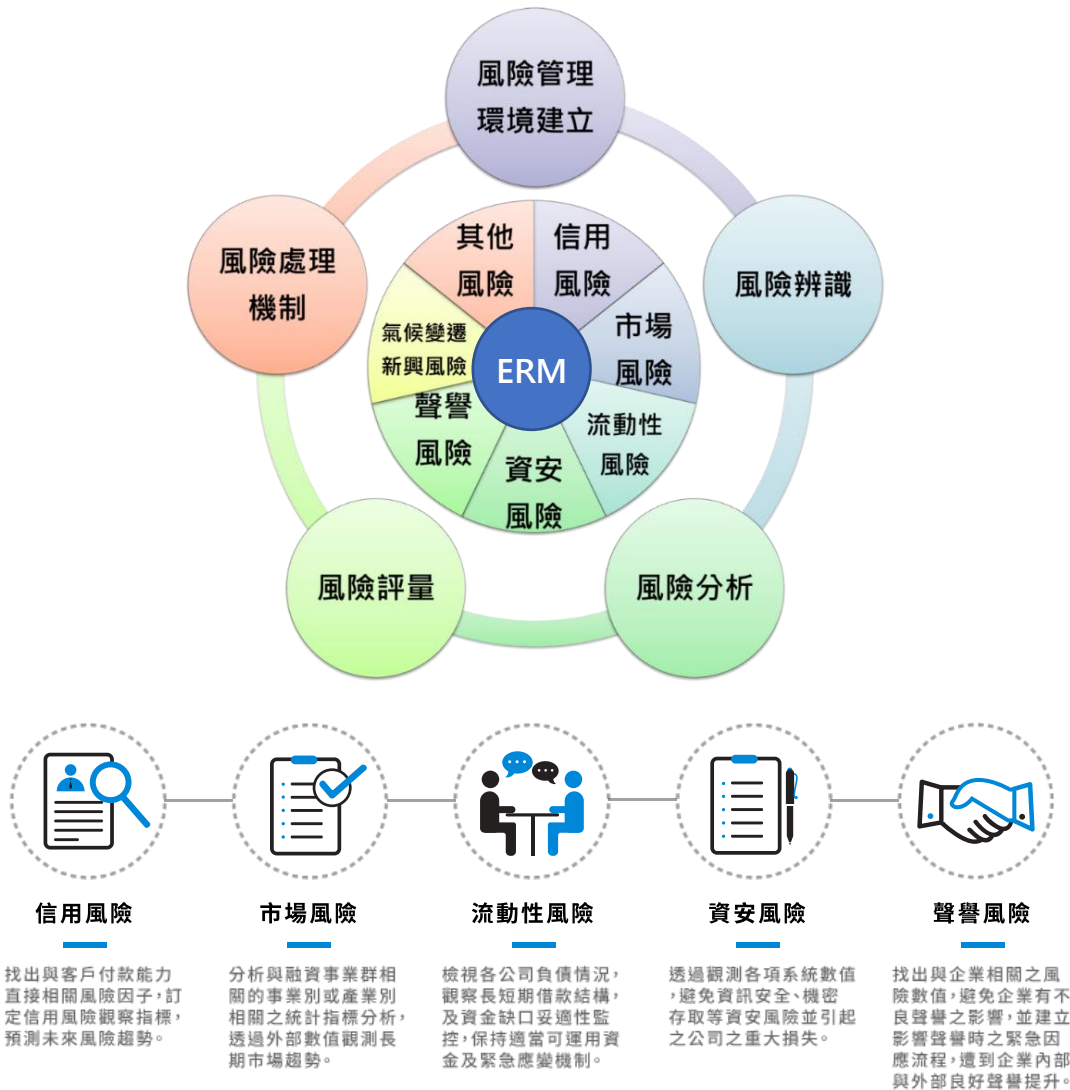 風險管理
環境建立
風險處理
機制
風險辨識
其他
風險
信用
風險
市場
風險
氣候變遷
新興風險
ERM
聲譽
風險
流動性
風險
資安
風險
風險評量
風險分析
信用風險
找出與客戶付款能力
直接相關風險因子,訂
定信用風險觀察指標,
預測未來風險趨勢。
市場風險
分析與融資事業群相
關的事業別或產業別
相關之統計指標分析,
透過外部數值觀測長
期市場趨勢。
流動性風險
檢視各公司負債情況,
觀察長短期借款結構,
及資金缺口妥適性監
控,保持適當可運用資
金及緊急應變機制。
資安風險
透過觀測各項系統數值
,避免資訊安全、機密
存取等資安風險並引起
之公司之重大損失。
聲譽風險
找出與企業相關之風
險數值,避免企業有不
良聲譽之影響,並建立
影響聲譽時之緊急因
應流程,遭到企業內部
與外部良好聲譽提升。